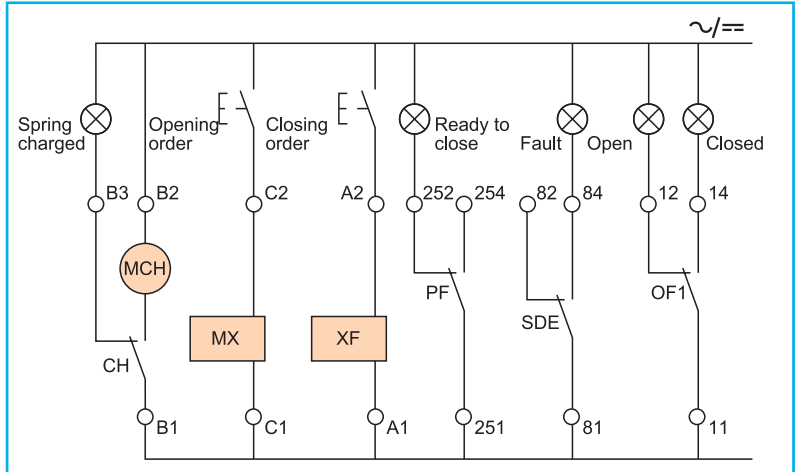 ∼/⎓
Spring
charged
Opening
order
Closing
order
Ready to
close
Fault
Open
Closed
B3
B2
C2
A2
252
254
82
84
12
14
MCH
MX
XF
PF
SDE
OF1
CH
B1
C1
A1
251
81
11